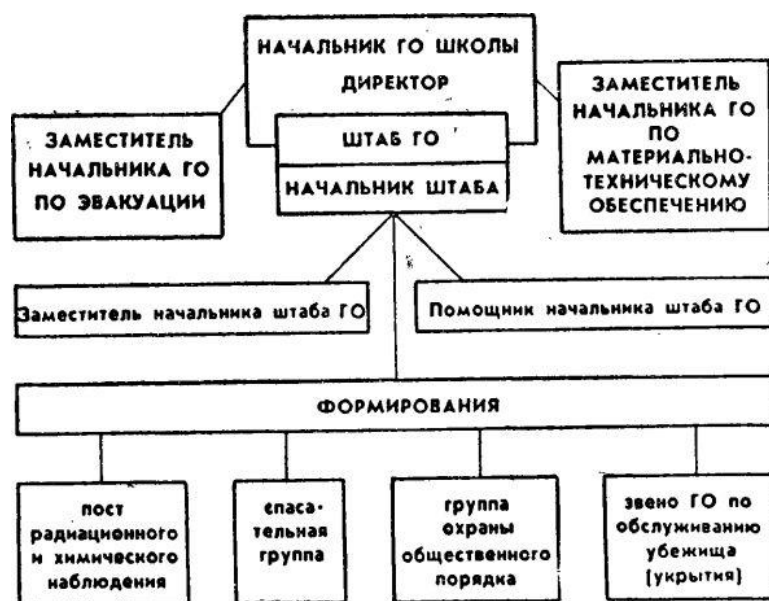 НАЧАЛЬНИК ГО ШКОЛЫ
ДИРЕКТОР
ШТАБ ГО
НАЧАЛЬНИК ШТАБА
ЗАМЕСТИТЕЛЬ
НАЧАЛЬНИКА ГО
ПО ЭВАКУАЦИИ
ЗАМЕСТИТЕЛЬ
НАЧАЛЬНИКА ГО
ПО
МАТЕРИАЛЬНО-
ТЕХНИЧЕСКОМУ
ОБЕСПЕЧЕНИЮ
Заместитель начальника штаба ГО
Помощник начальника штаба ГО
ФОРМИРОВАНИЯ
пост
радиационного
и химического
наблюдения
спаса-
тельная
группа
группа
охраны
общественного
порядка
звено ГО по
обслуживанию
убежища
(укрытия)